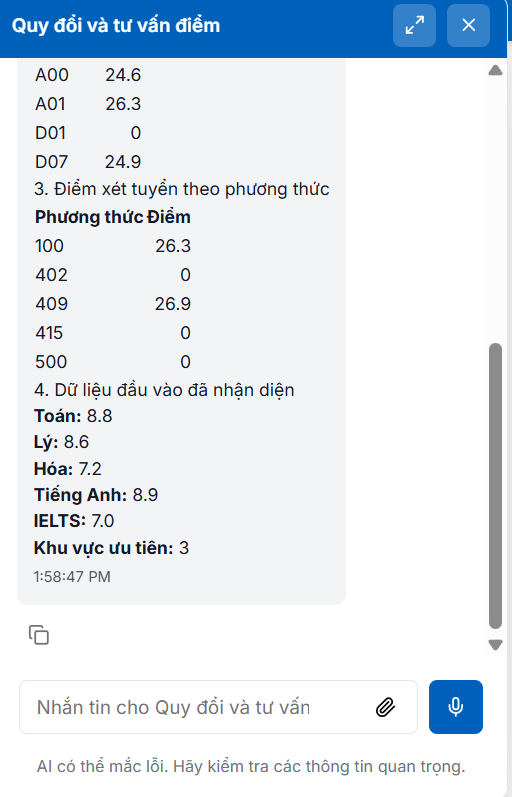 Quy đổi và tư vấn điểm
A00 24.6
A01 26.3
D01 0
D07 24.9
3. Điểm xét tuyển theo phương thức
Phương thức Điểm
100 26.3
402 0
409 26.9
415 0
500 0
4. Dữ liệu đầu vào đã nhận diện
Toán: 8.8
Lý: 8.6
Hóa: 7.2
Tiếng Anh: 8.9
IELTS: 7.0
Khu vực ưu tiên: 3
1:58:47 PM
Nhắn tin cho Quy đổi và tư vấn
AI có thể mắc lỗi. Hãy kiểm tra các thông tin quan trọng.